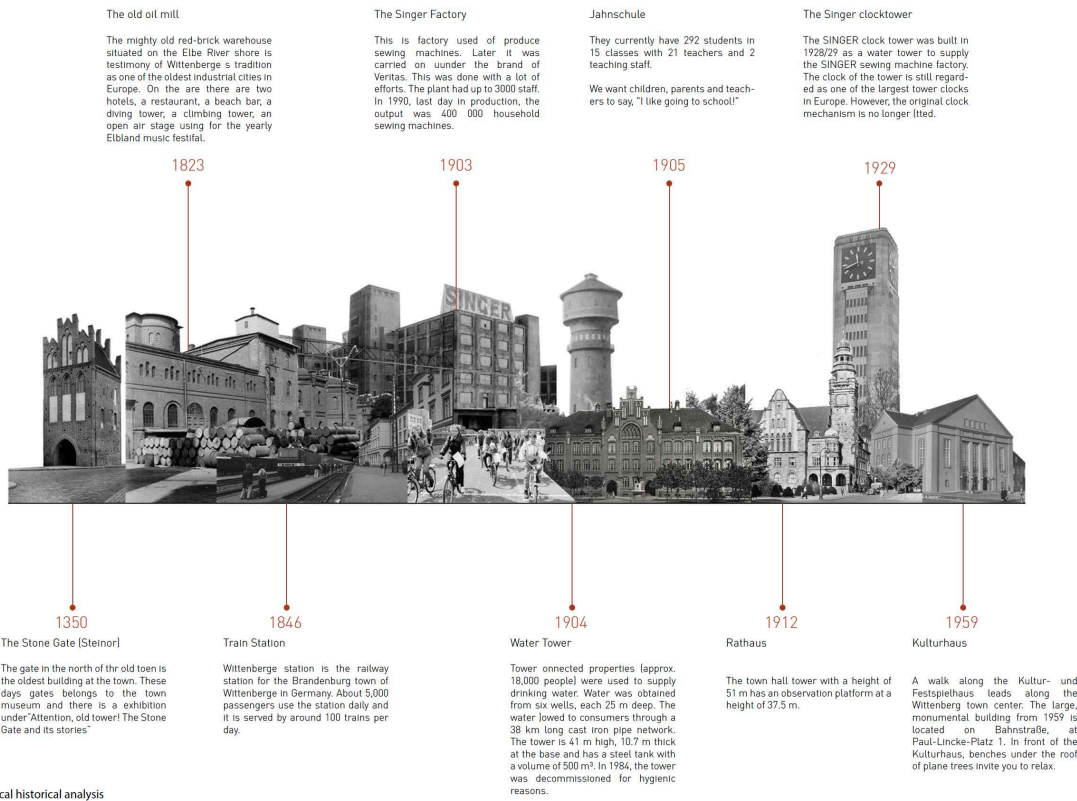 The old oil mill
The mighty old red-brick warehouse
situated on the Elbe River shore is
testimony of Wittenberge s tradition
as one of the oldest industrial cities in
Europe. On the are there are two
hotels, a restaurant, a beach bar, a
diving tower, a climbing tower, an
open air stage using for the yearly
Elbland music festifal.
1823
The Singer Factory
This is factory used of produce
sewing machines. Later it was
carried on uunder the brand of
Veritas. This was done with a lot of
efforts. The plant had up to 3000 staff.
In 1990, last day in production, the
output was 400 000 household
sewing machines.
1903
Jahnschule
They currently have 292 students in
15 classes with 21 teachers and 2
teaching staff.
We want children, parents and teach-
ers to say, "I like going to school!"
1905
The Singer clocktower
The SINGER clock tower was built in
1928/29 as a water tower to supply
the SINGER sewing machine factory.
The clock of the tower is still regard-
ed as one of the largest tower clocks
in Europe. However, the original clock
mechanism is no longer (tted.
1929
SINGER
1350
The Stone Gate (Steinor)
The gate in the north of thr old toen is
the oldest building at the town. These
days gates belongs to the town
museum and there is a exhibition
under"Attention, old tower! The Stone
Gate and its stories"
1846
Train Station
Wittenberge station is the railway
station for the Brandenburg town of
Wittenberge in Germany. About 5,000
passengers use the station daily and
it is served by around 100 trains per
day.
1904
Water Tower
Tower onnected properties (approx.
18,000 people) were used to supply
drinking water. Water was obtained
from six wells, each 25 m deep. The
water )owed to consumers through a
38 km long cast iron pipe network.
The tower is 41 m high, 10.7 m thick
at the base and has a steel tank with
a volume of 500 m³. In 1984, the tower
was decommissioned for hygienic
reasons.
1912
Rathaus
The town hall tower with a height of
51 m has an observation platform at a
height of 37.5 m.
1959
Kulturhaus
A walk along the Kultur- und
Festspielhaus leads along the
Wittenberg town center. The large,
monumental building from 1959 is
located on Bahnstraße, at
Paul-Lincke-Platz 1. In front of the
Kulturhaus, benches under the roof
of plane trees invite you to relax.
cal historical analysis